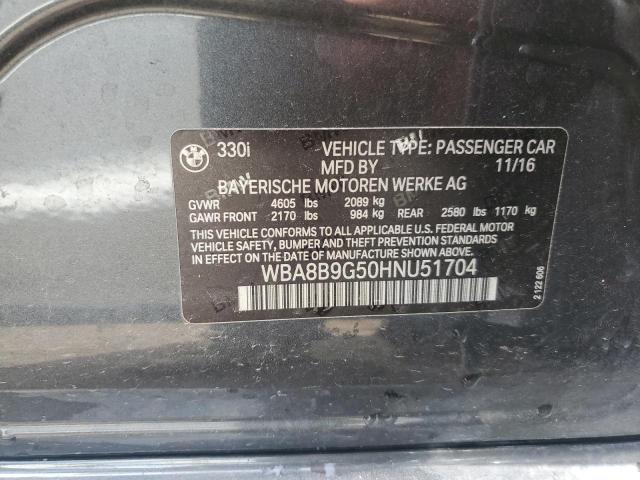 330i VEHICLE TYPE: PASSENGER CAR
MFD BY 11/16
BAYERISCHE MOTOREN WERKE AG
GVWR 4605 lbs 2089 kg
GAWR FRONT 2170 lbs 984 kg REAR 2580 lbs 1170 kg
THIS VEHICLE CONFORMS TO ALL APPLICABLE U.S. FEDERAL MOTOR
VEHICLE SAFETY, BUMPER AND THEFT PREVENTION STANDARDS
IN EFFECT ON THE DATE OF MANUFACTURE SHOWN ABOVE.
WBA8B9G50HNU51704
2 122 606